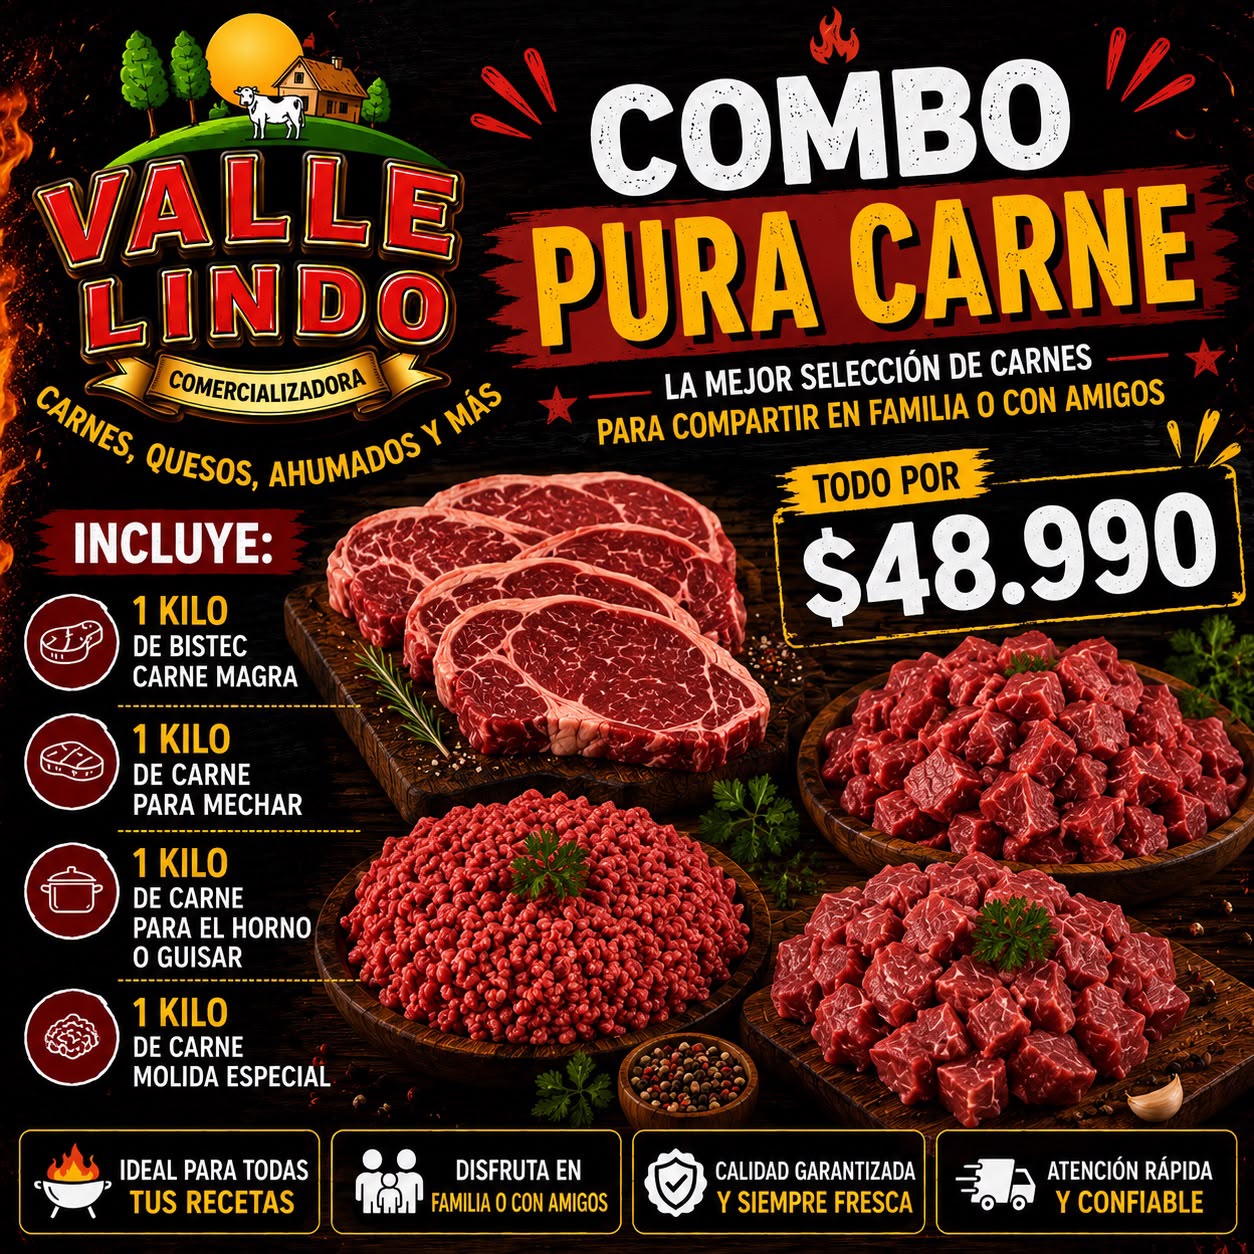 VALLE
LINDO
COMERCIALIZADORA
CARNES, QUESOS, AHUMADOS Y MÁS
COMBO
PURA CARNE
LA MEJOR SELECCIÓN DE CARNES
PARA COMPARTIR EN FAMILIA O CON AMIGOS
TODO POR
$48.990
INCLUYE:
1 KILO
DE BISTEC
CARNE MAGRA
1 KILO
DE CARNE
PARA MECHAR
1 KILO
DE CARNE
PARA EL HORNO
O GUISAR
1 KILO
DE CARNE
MOLIDA ESPECIAL
IDEAL PARA TODAS
TUS RECETAS
DISFRUTA EN
FAMILIA O CON AMIGOS
CALIDAD GARANTIZADA
Y SIEMPRE FRESCA
ATENCIÓN RÁPIDA
Y CONFIABLE